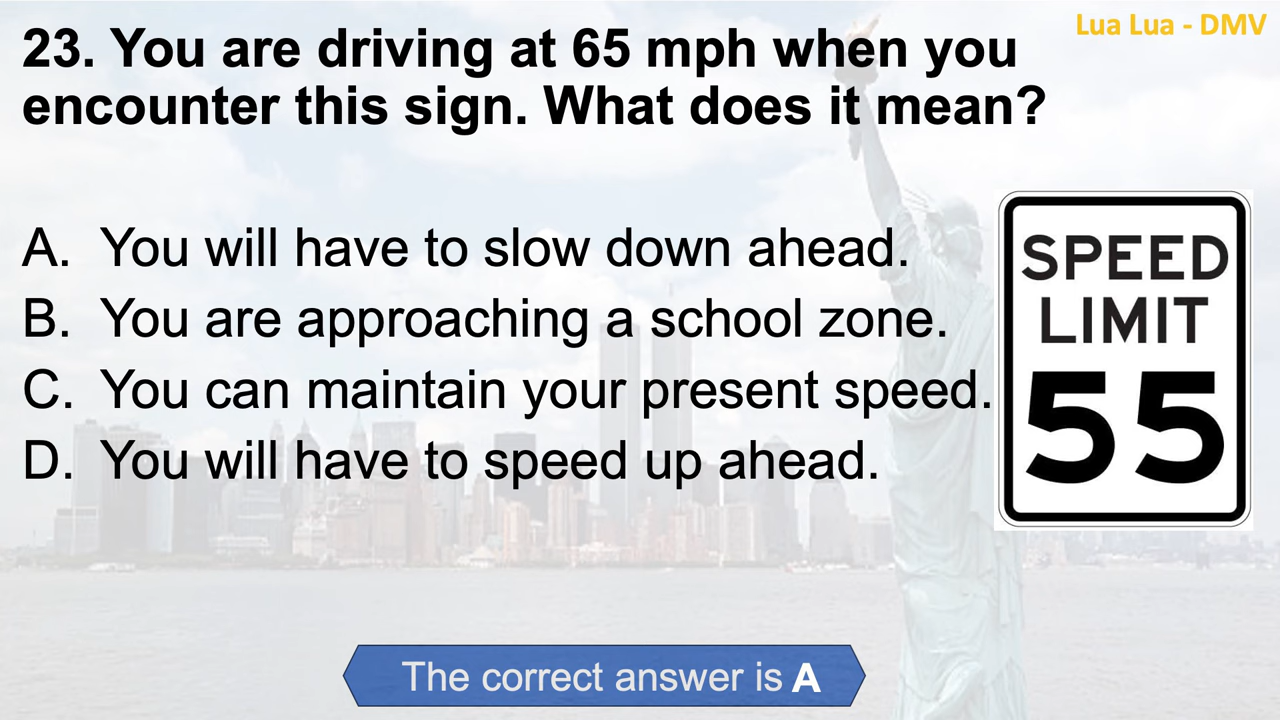 Lua Lua - DMV
23. You are driving at 65 mph when you
encounter this sign. What does it mean?
A. You will have to slow down ahead.
B. You are approaching a school zone.
C. You can maintain your present speed.
D. You will have to speed up ahead.
SPEED
LIMIT
55
The correct answer is A